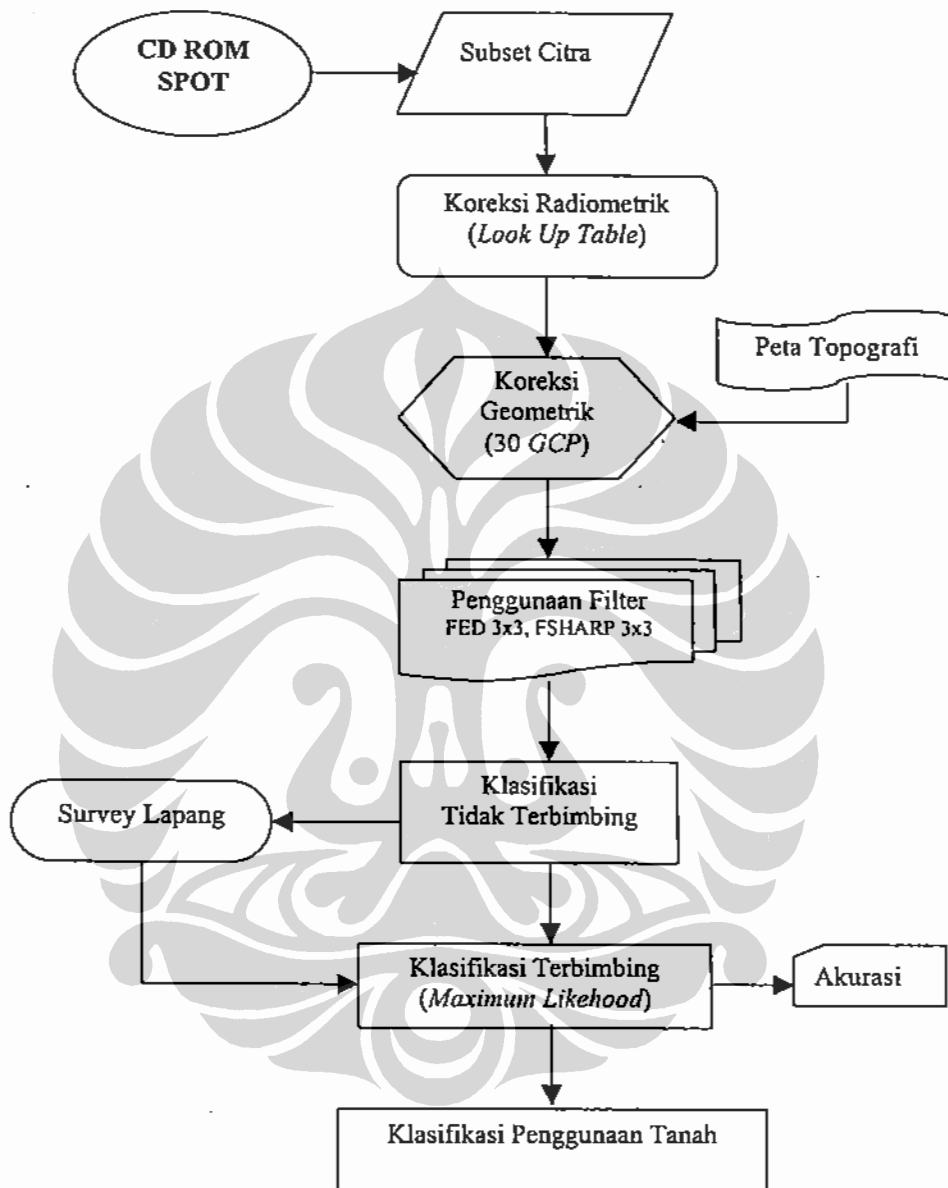 CD ROM
SPOT
Subset Citra
Koreksi Radiometrik
(Look Up Table)
Peta Topografi
Koreksi
Geometrik
(30 GCP)
Penggunaan Filter
FED 3x3, FSHARP 3x3
Klasifikasi
Tidak Terbimbing
Survey Lapang
Klasifikasi Terbimbing
(Maximum Likehood)
Akurasi
Klasifikasi Penggunaan Tanah